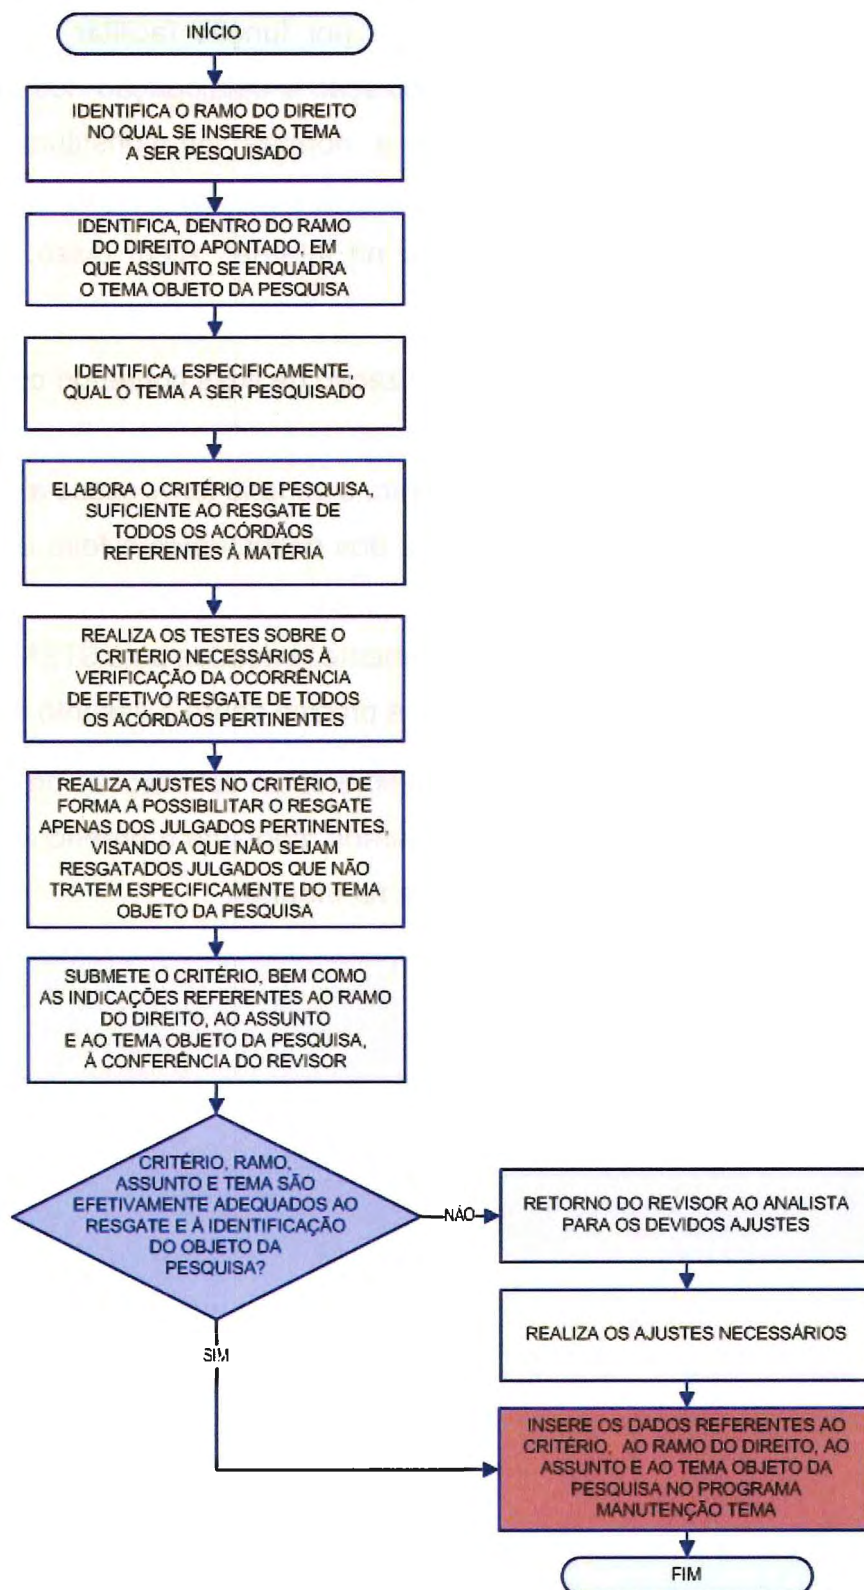 INÍCIO
IDENTIFICA O RAMO DO DIREITO
NO QUAL SE INSERE O TEMA
A SER PESQUISADO
IDENTIFICA, DENTRO DO RAMO
DO DIREITO APONTADO, EM
QUE ASSUNTO SE ENQUADRA
O TEMA OBJETO DA PESQUISA
IDENTIFICA, ESPECIFICAMENTE,
QUAL O TEMA A SER PESQUISADO
ELABORA O CRITÉRIO DE PESQUISA,
SUFICIENTE AO RESGATE DE
TODOS OS ACÓRDÃOS
REFERENTES À MATÉRIA
REALIZA OS TESTES SOBRE O
CRITÉRIO NECESSÁRIOS À
VERIFICAÇÃO DA OCORRÊNCIA
DE EFETIVO RESGATE DE TODOS
OS ACÓRDÃOS PERTINENTES
REALIZA AJUSTES NO CRITÉRIO, DE
FORMA A POSSIBILITAR O RESGATE
APENAS DOS JULGADOS PERTINENTES,
VISANDO A QUE NÃO SEJAM
RESGATADOS JULGADOS QUE NÃO
TRATEM ESPECIFICAMENTE DO TEMA
OBJETO DA PESQUISA
SUBMETE O CRITÉRIO, BEM COMO
AS INDICAÇÕES REFERENTES AO RAMO
DO DIREITO, AO ASSUNTO
E AO TEMA OBJETO DA PESQUISA,
À CONFERÊNCIA DO REVISOR
CRITÉRIO, RAMO,
ASSUNTO E TEMA SÃO
EFETIVAMENTE ADEQUADOS AO
RESGATE E À IDENTIFICAÇÃO
DO OBJETO DA
PESQUISA?
NÃO
RETORNO DO REVISOR AO ANALISTA
PARA OS DEVIDOS AJUSTES
REALIZA OS AJUSTES NECESSÁRIOS
SIM
INSERE OS DADOS REFERENTES AO
CRITÉRIO, AO RAMO DO DIREITO, AO
ASSUNTO E AO TEMA OBJETO DA
PESQUISA NO PROGRAMA
MANUTENÇÃO TEMA
FIM